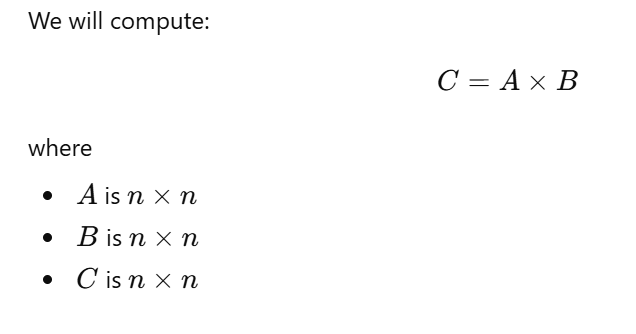 We will compute:
C = A × B
where
• A is n × n
• B is n × n
• C is n × n